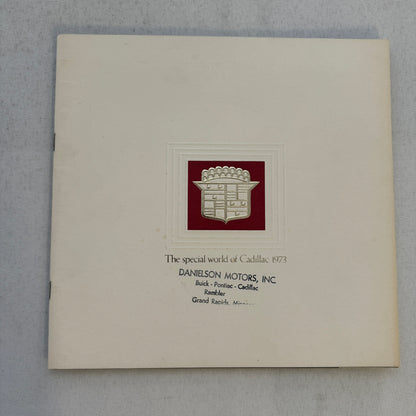 The special world of Cadillac 1973
DANIELSON MOTORS, INC
Buick - Pontiac - Cadillac
Rambler
Grand Rapids,